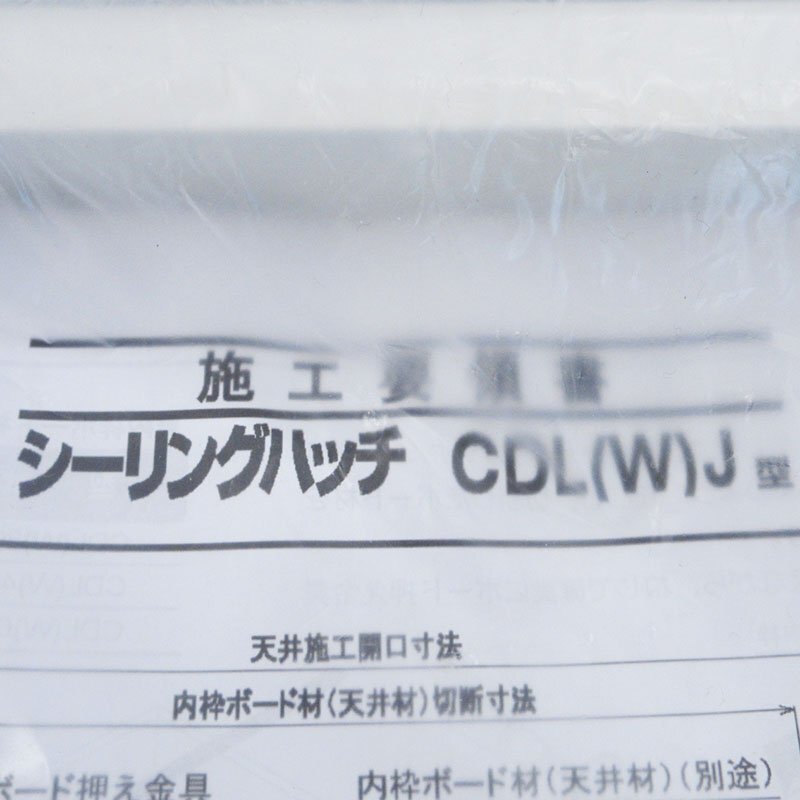 施工要領書
シーリングハッチ CDL(W)J型
天井施工開口寸法
内枠ボード材(天井材)切断寸法
ボード押え金具
内枠ボード材(天井材)(別途)